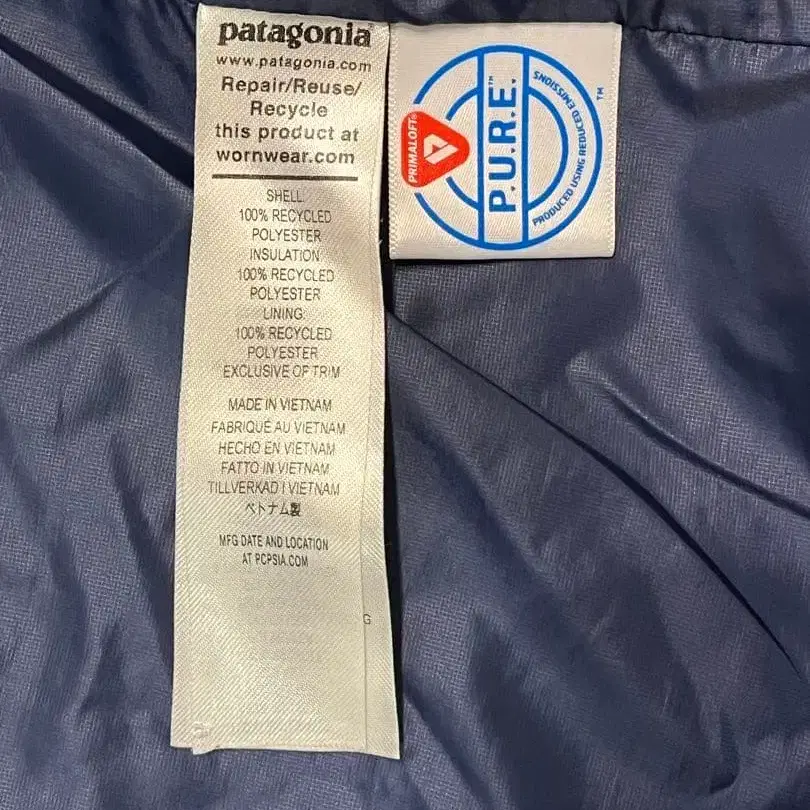 patagonia®
www.patagonia.com
Repair/Reuse/
Recycle
this product at
wornwear.com
SHELL:
100% RECYCLED
POLYESTER
INSULATION:
100% RECYCLED
POLYESTER
LINING:
100% RECYCLED
POLYESTER
EXCLUSIVE OF TRIM
MADE IN VIETNAM
FABRIQUÉ AU VIETNAM
HECHO EN VIETNAM
FATTO IN VIETNAM
TILLVERKAD I VIETNAM
ベトナム製
MFG DATE AND LOCATION
AT PCPSIA.COM
G
PRIMALOFT®
P.U.R.E.™
PRODUCED USING REDUCED EMISSIONS
™